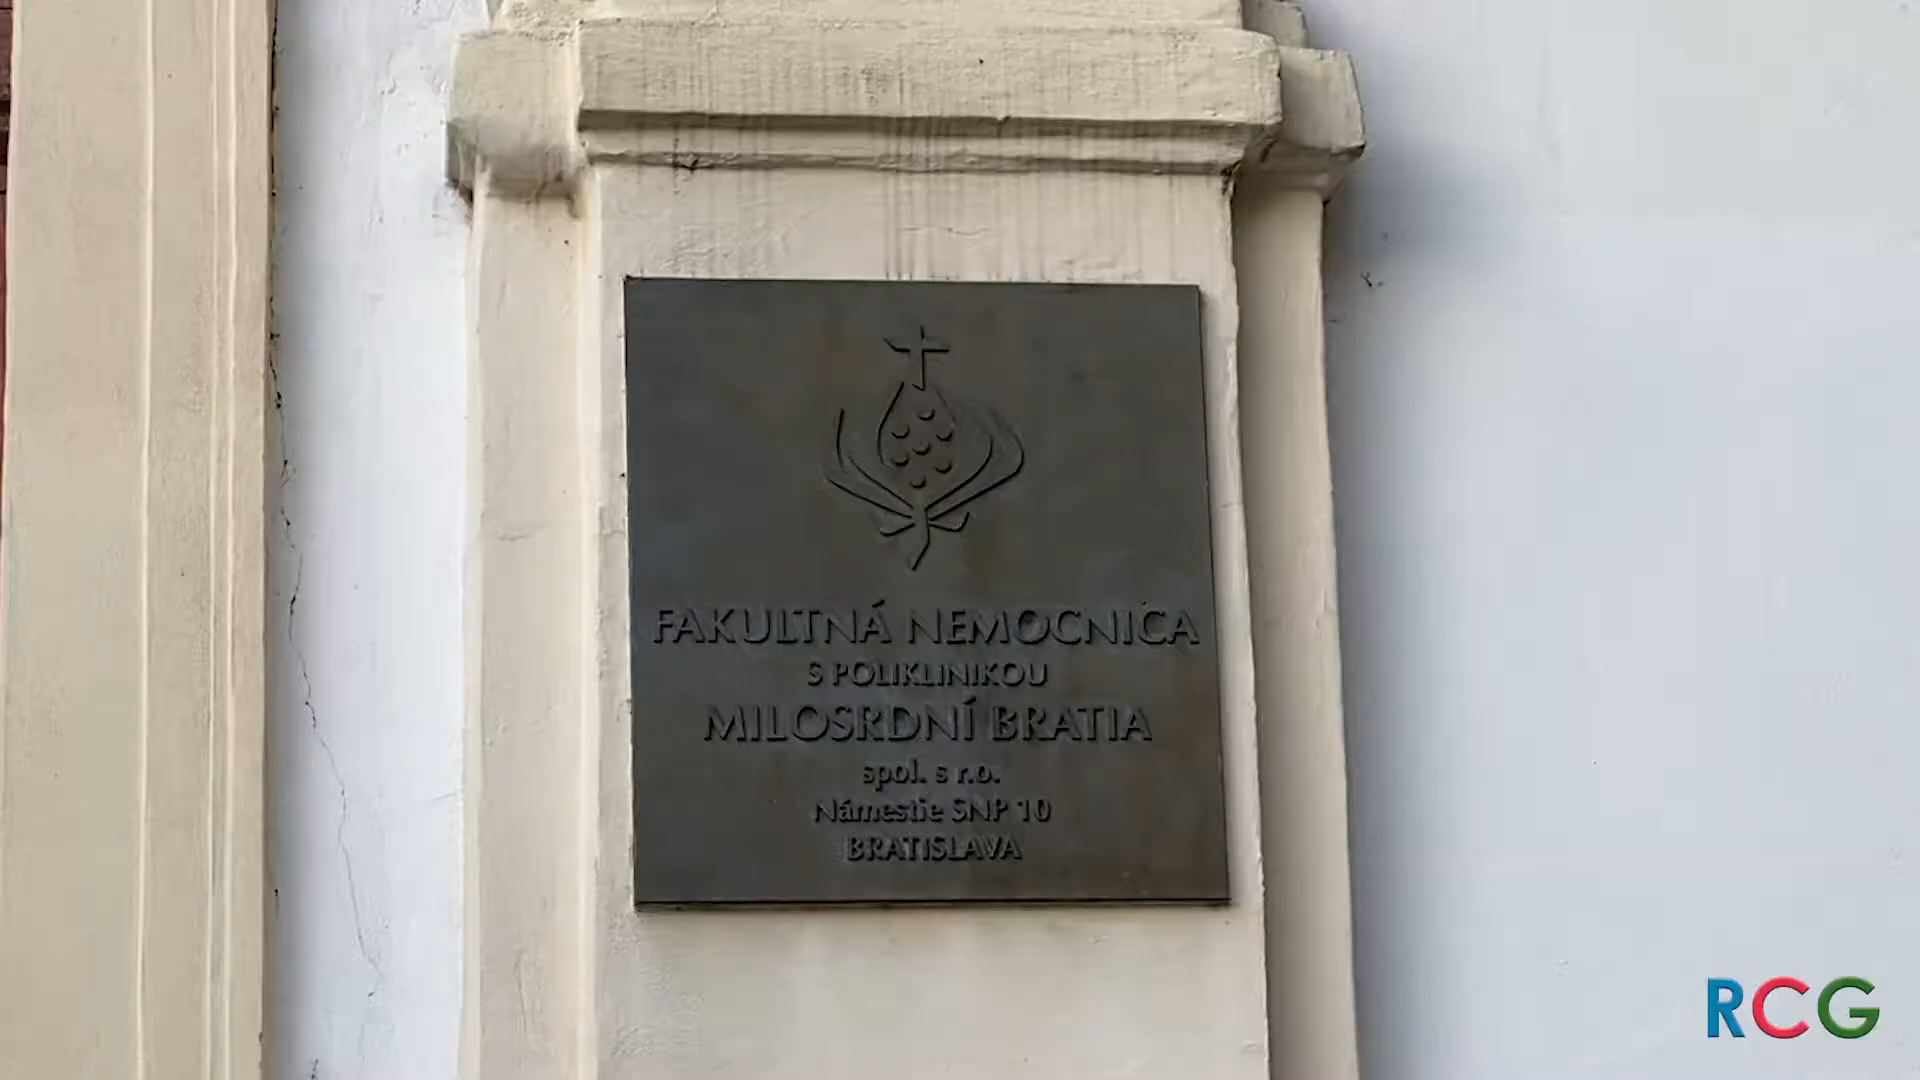 FAKULTNÁ NEMOCNICA
S POLIKLINIKOU
MILOSRDNÍ BRATIA
spol. s r.o.
Námestie SNP 10
BRATISLAVA
RCG